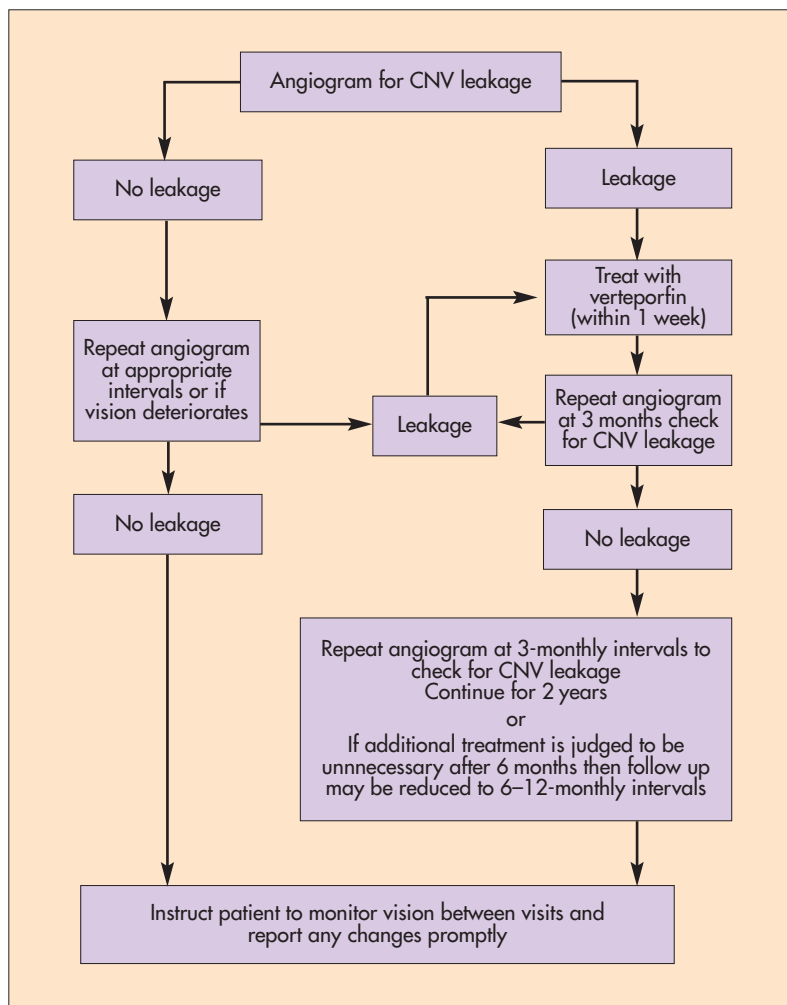 Angiogram for CNV leakage
No leakage
Leakage
Treat with
verteporfin
(within 1 week)
Repeat angiogram
at appropriate
intervals or if
vision deteriorates
Leakage
Repeat angiogram
at 3 months check
for CNV leakage
No leakage
No leakage
Repeat angiogram at 3-monthly intervals to
check for CNV leakage
Continue for 2 years
or
If additional treatment is judged to be
unnnecessary after 6 months then follow up
may be reduced to 6–12-monthly intervals
Instruct patient to monitor vision between visits and
report any changes promptly